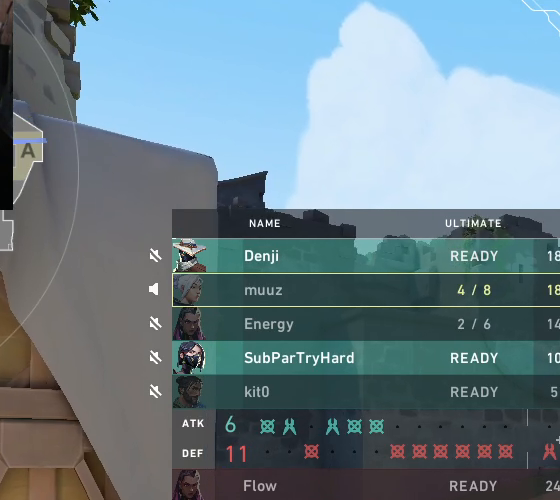 A
NAME ULTIMATE
Denji READY 18
muuz 4 / 8 18
Energy 2 / 6 14
SubParTryHard READY 10
kit0 READY 5
ATK 6
DEF 11
Flow READY 24